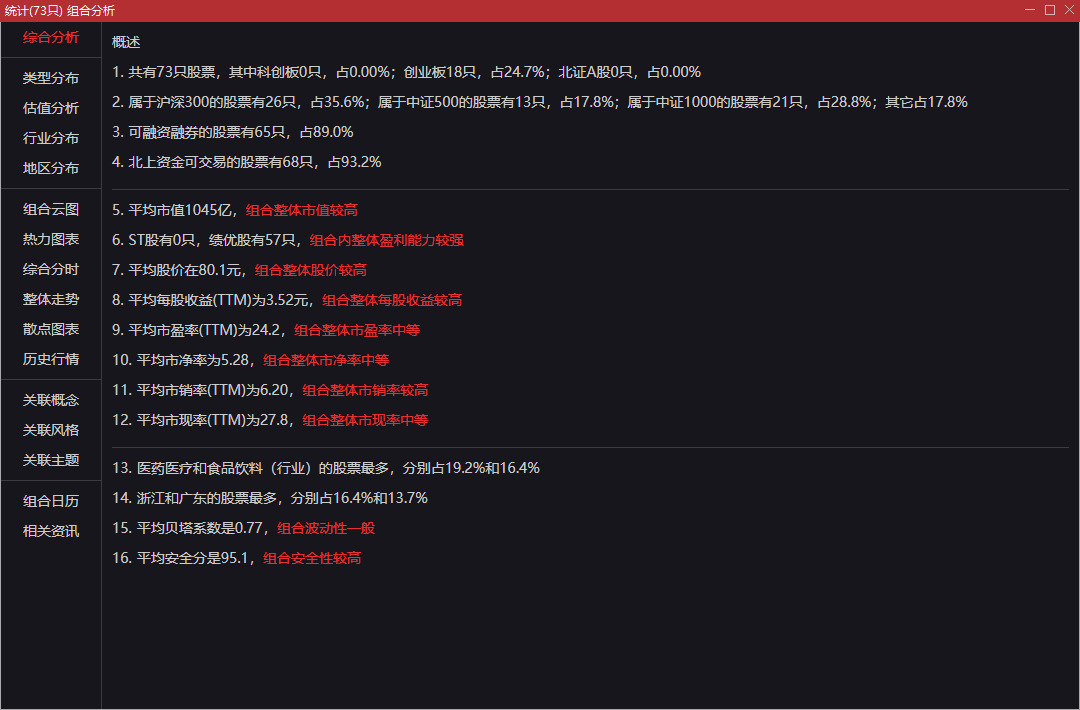 统计(73只) 组合分析
综合分析
类型分布
估值分析
行业分布
地区分布
组合云图
热力图表
综合分时
整体走势
散点图表
历史行情
关联概念
关联风格
关联主题
组合日历
相关资讯
概述
1. 共有73只股票，其中科创板0只，占0.00%；创业板18只，占24.7%；北证A股0只，占0.00%
2. 属于沪深300的股票有26只，占35.6%；属于中证500的股票有13只，占17.8%；属于中证1000的股票有21只，占28.8%；其它占17.8%
3. 可融资融券的股票有65只，占89.0%
4. 北上资金可交易的股票有68只，占93.2%
5. 平均市值1045亿，组合整体市值较高
6. ST股有0只，绩优股有57只，组合内整体盈利能力较强
7. 平均股价在80.1元，组合整体股价较高
8. 平均每股收益(TTM)为3.52元，组合整体每股收益较高
9. 平均市盈率(TTM)为24.2，组合整体市盈率中等
10. 平均市净率为5.28，组合整体市净率中等
11. 平均市销率(TTM)为6.20，组合整体市销率较高
12. 平均市现率(TTM)为27.8，组合整体市现率中等
13. 医药医疗和食品饮料（行业）的股票最多，分别占19.2%和16.4%
14. 浙江和广东的股票最多，分别占16.4%和13.7%
15. 平均贝塔系数是0.77，组合波动性一般
16. 平均安全分是95.1，组合安全性较高